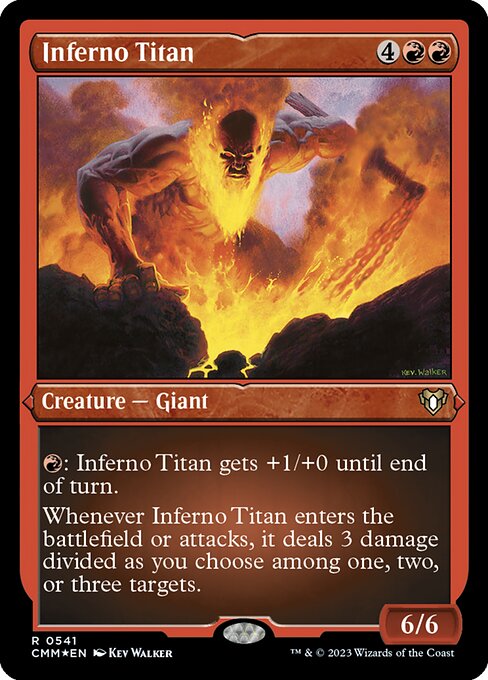 Inferno Titan 4
KEV. WALKER
Creature — Giant
: Inferno Titan gets +1/+0 until end
of turn.
Whenever Inferno Titan enters the
battlefield or attacks, it deals 3 damage
divided as you choose among one, two,
or three targets.
6/6
R 0541
CMM★EN Kev Walker
™ & © 2023 Wizards of the Coast